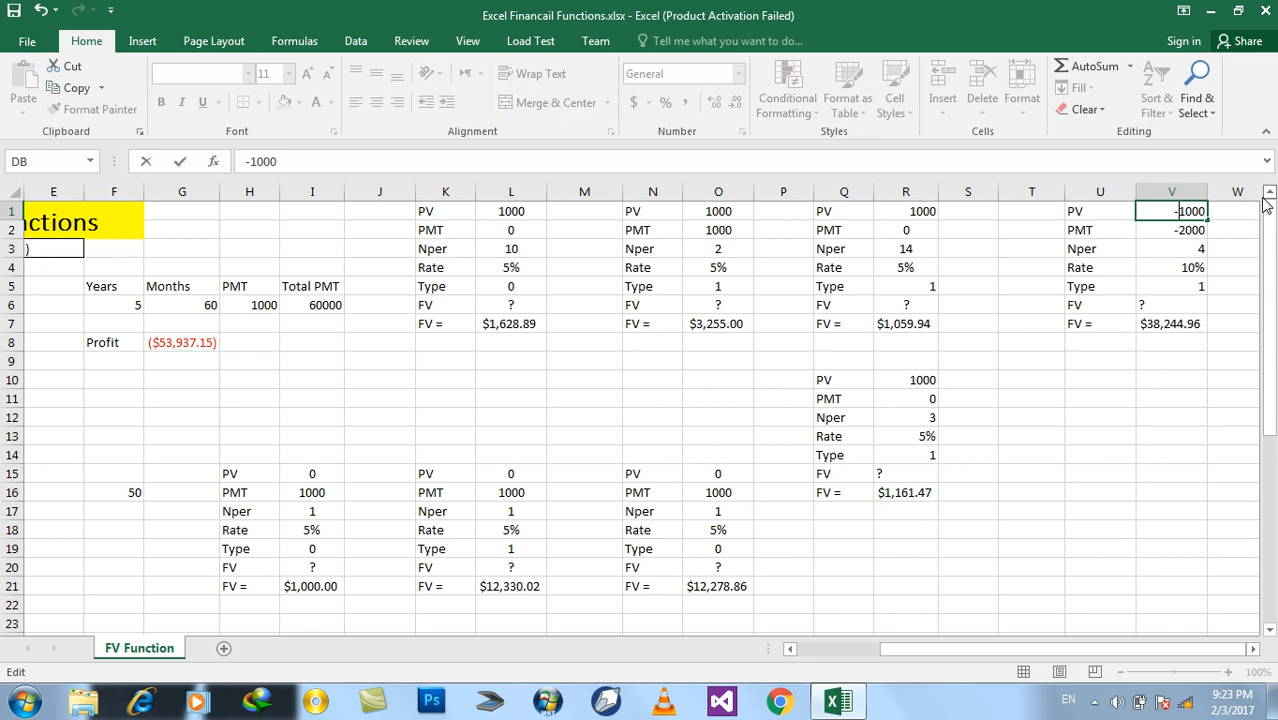 Excel Financail Functions.xlsx - Excel (Product Activation Failed)
File Home Insert Page Layout Formulas Data Review View Load Test Team Tell me what you want to do... Sign in Share
Paste
Cut
Copy
Format Painter
Clipboard
11
B I U
Font
Wrap Text
Merge & Center
Alignment
General
$ % ,
Number
Conditional Formatting
Format as Table
Cell Styles
Styles
Insert Delete Format
Cells
AutoSum
Fill
Clear
Sort & Filter
Find & Select
Editing
DB fx -1000
E F G H I J K L M N O P Q R S T U V W
1 nctions PV 1000 PV 1000 PV 1000 PV -1000
2 PMT 0 PMT 1000 PMT 0 PMT -2000
3 ) Nper 10 Nper 2 Nper 14 Nper 4
4 Rate 5% Rate 5% Rate 5% Rate 10%
5 Years Months PMT Total PMT Type 0 Type 1 Type 1 Type 1
6 5 60 1000 60000 FV ? FV ? FV ? FV ?
7 FV = $1,628.89 FV = $3,255.00 FV = $1,059.94 FV = $38,244.96
8 Profit ($53,937.15)
9
10 PV 1000
11 PMT 0
12 Nper 3
13 Rate 5%
14 Type 1
15 PV 0 PV 0 PV 0 FV ?
16 50 PMT 1000 PMT 1000 PMT 1000 FV = $1,161.47
17 Nper 1 Nper 1 Nper 1
18 Rate 5% Rate 5% Rate 5%
19 Type 0 Type 1 Type 0
20 FV ? FV ? FV ?
21 FV = $1,000.00 FV = $12,330.02 FV = $12,278.86
22
23
FV Function
Edit 100%
Ps EN 9:23 PM
2/3/2017